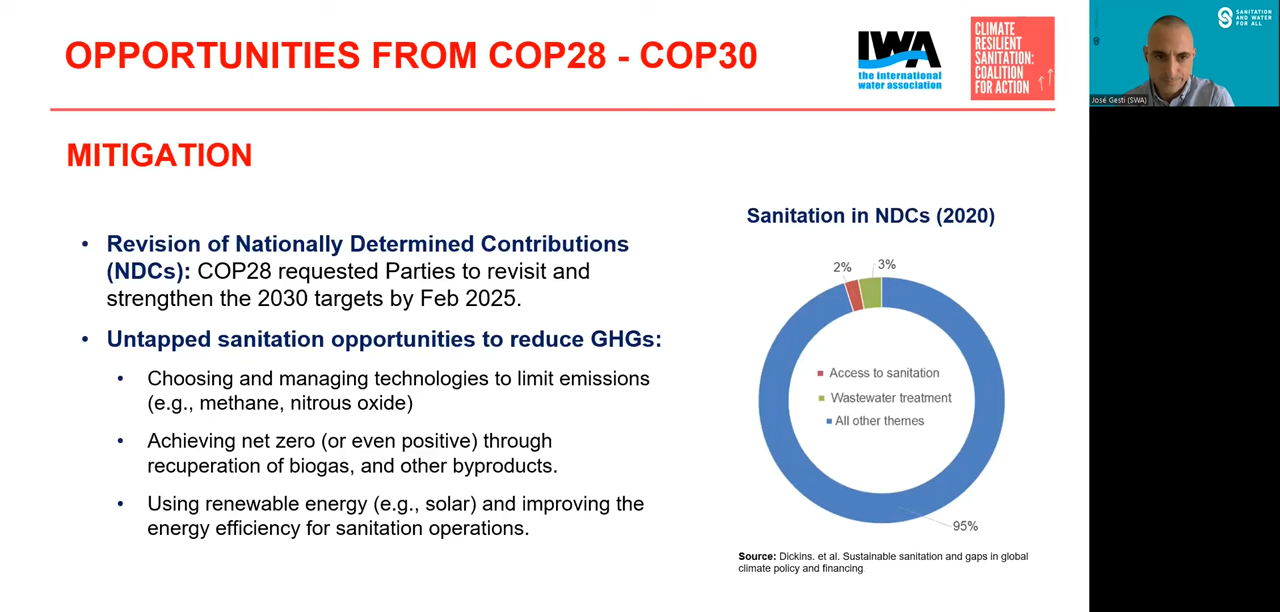 OPPORTUNITIES FROM COP28 - COP30
IWA
the international
water association
CLIMATE
RESILIENT
SANITATION:
COALITION
FOR ACTION
SANITATION
AND WATER
FOR ALL
José Gesti (SWA)
MITIGATION
• Revision of Nationally Determined Contributions
(NDCs): COP28 requested Parties to revisit and
strengthen the 2030 targets by Feb 2025.
• Untapped sanitation opportunities to reduce GHGs:
• Choosing and managing technologies to limit emissions
(e.g., methane, nitrous oxide)
• Achieving net zero (or even positive) through
recuperation of biogas, and other byproducts.
• Using renewable energy (e.g., solar) and improving the
energy efficiency for sanitation operations.
Sanitation in NDCs (2020)
2%
3%
Access to sanitation
Wastewater treatment
All other themes
95%
Source: Dickins. et al. Sustainable sanitation and gaps in global
climate policy and financing